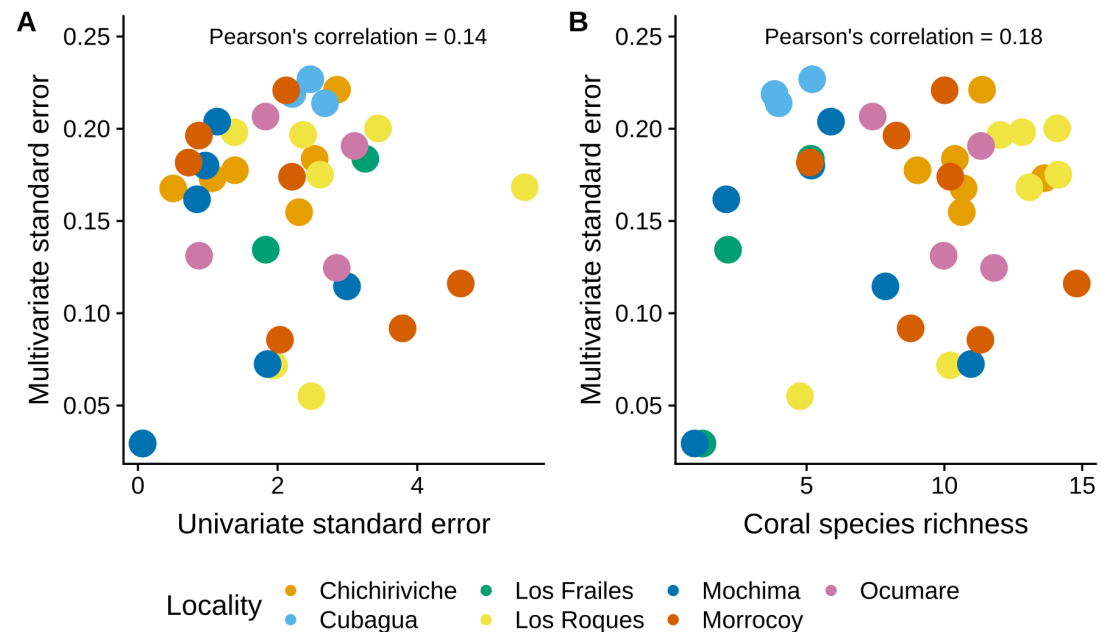 A
Pearson's correlation = 0.14
Multivariate standard error
0.25
0.20
0.15
0.10
0.05
0 2 4
Univariate standard error
B
Pearson's correlation = 0.18
Multivariate standard error
0.25
0.20
0.15
0.10
0.05
5 10 15
Coral species richness
Locality
Chichiriviche Los Frailes Mochima Ocumare
Cubagua Los Roques Morrocoy